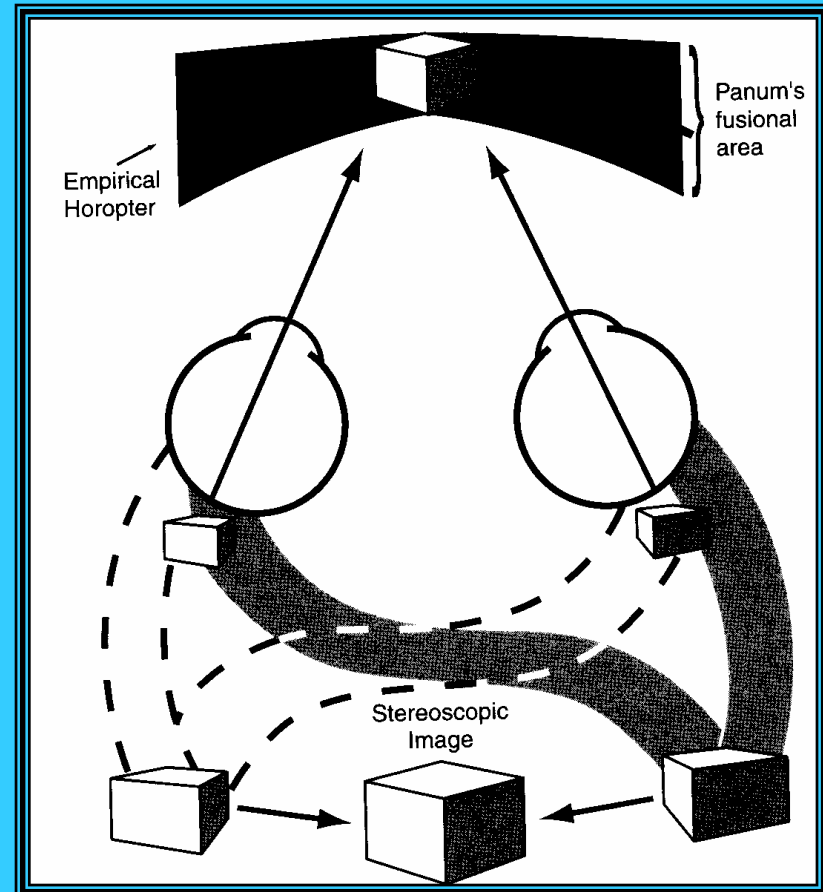 Panum's
fusional
area
Empirical
Horopter
Stereoscopic
Image